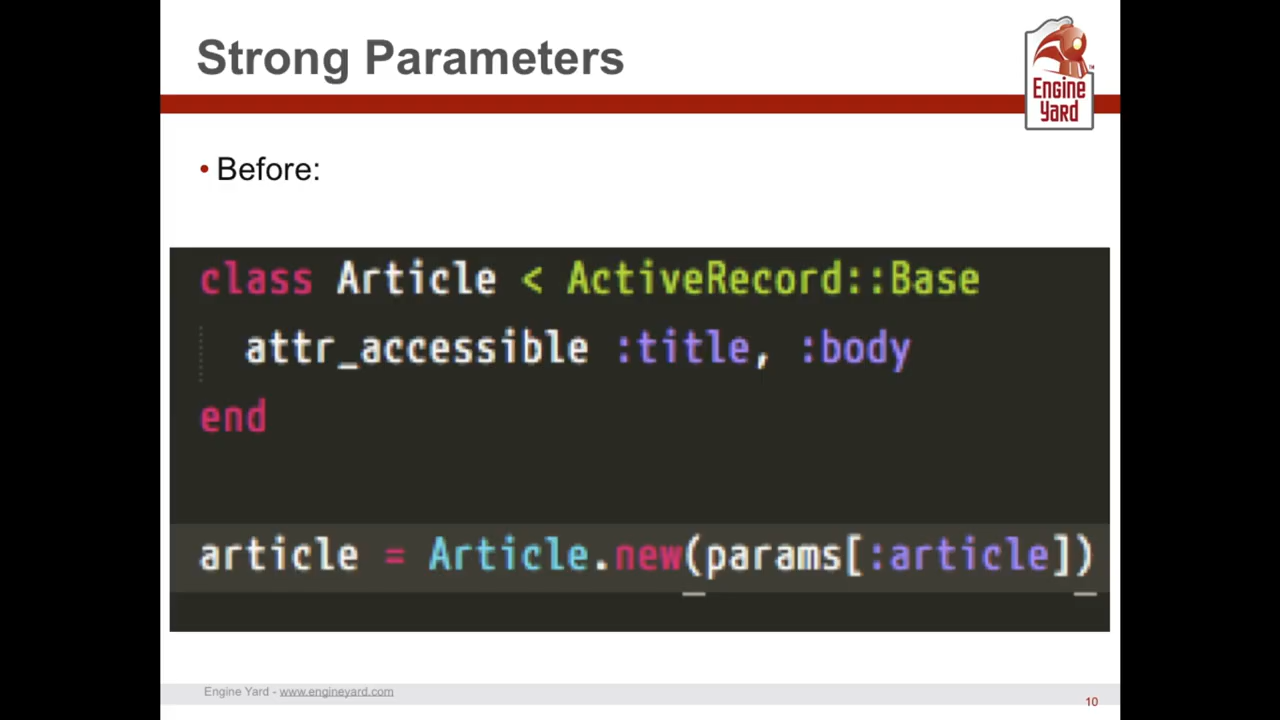 Strong Parameters
Engine
Yard
• Before:
class Article < ActiveRecord::Base
attr_accessible :title, :body
end
article = Article.new(params[:article])
Engine Yard - www.engineyard.com
10